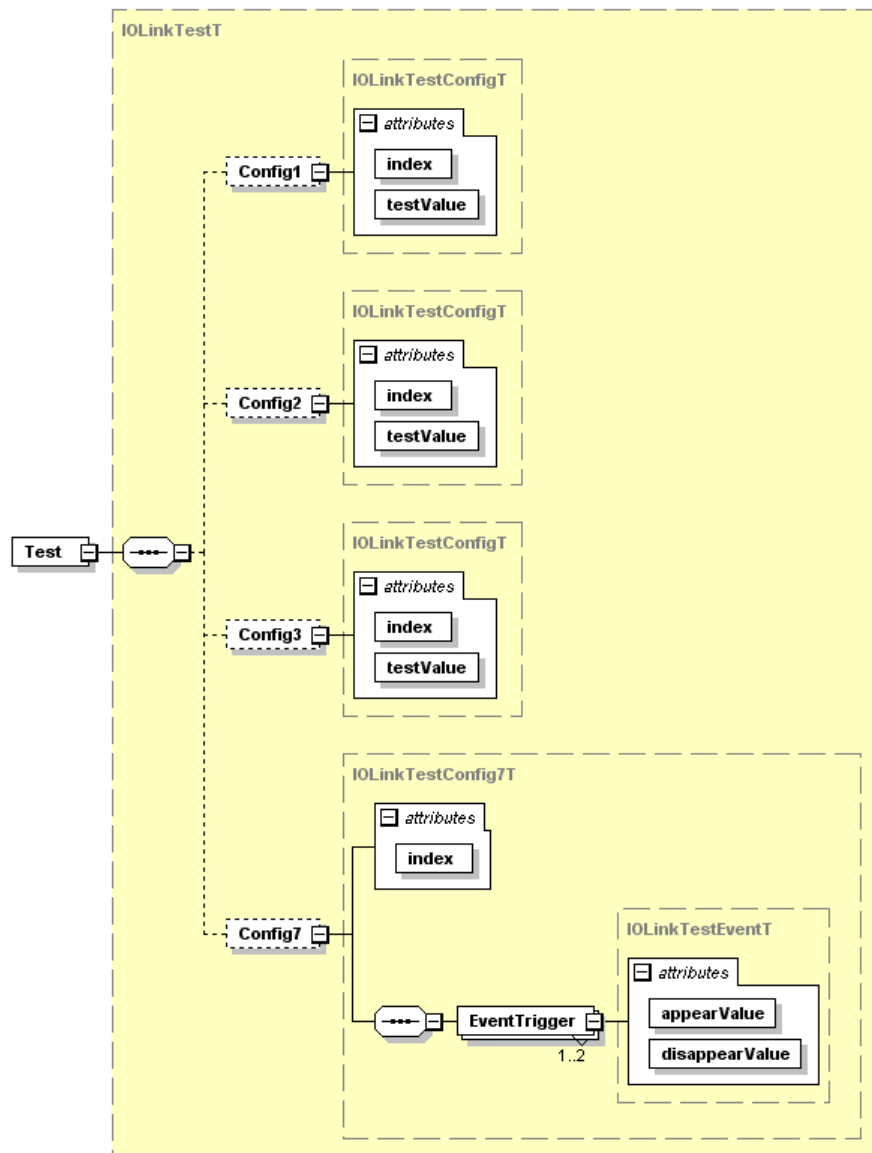 IOLinkTestT
IOLinkTestConfigT
attributes
Config1
index
testValue
IOLinkTestConfigT
attributes
Config2
index
testValue
Test
IOLinkTestConfigT
attributes
Config3
index
testValue
IOLinkTestConfig7T
attributes
index
Config7
IOLinkTestEventT
attributes
EventTrigger
1..2
appearValue
disappearValue